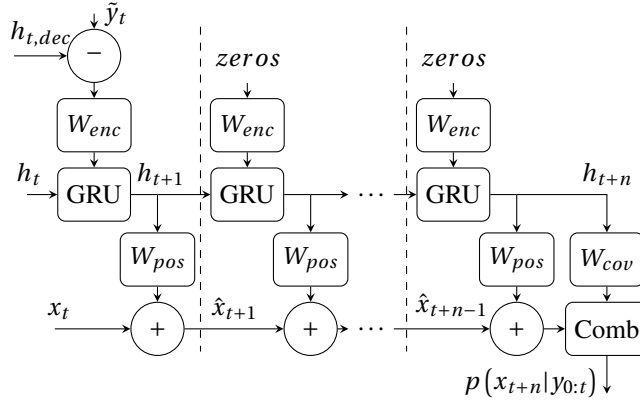 ỹ_t
h_{t,dec}
−
zeros
zeros
W_{enc}
W_{enc}
W_{enc}
h_t
GRU
h_{t+1}
GRU
⋯
GRU
h_{t+n}
W_{pos}
W_{pos}
W_{pos}
W_{cov}
x_t
+
x̂_{t+1}
+
⋯
x̂_{t+n−1}
+
Comb
p(x_{t+n}|y_{0:t})